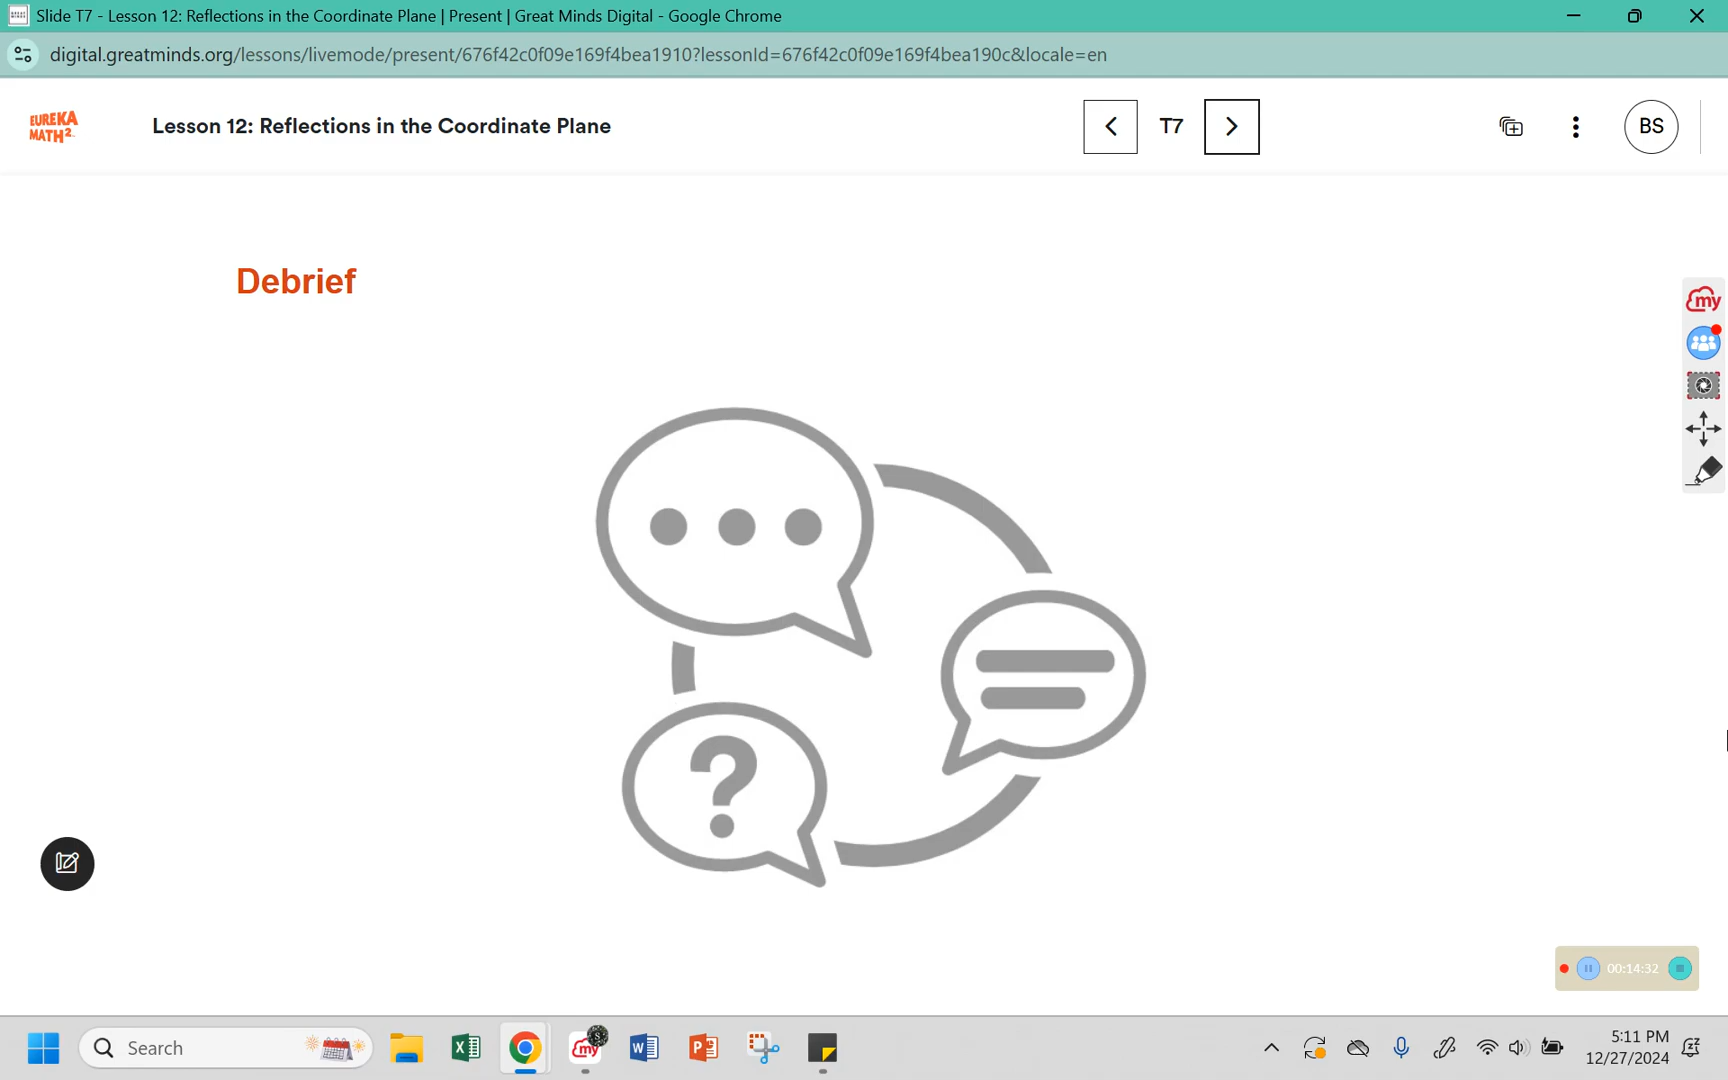 Slide T7 - Lesson 12: Reflections in the Coordinate Plane | Present | Great Minds Digital - Google Chrome
digital.greatminds.org/lessons/livemode/present/676f42c0f09e169f4bea1910?lessonId=676f42c0f09e169f4bea190c&locale=en
EUREKA
MATH²
Lesson 12: Reflections in the Coordinate Plane
T7
BS
Debrief
my
?
00:14:32
Search
my
S
5:11 PM
12/27/2024